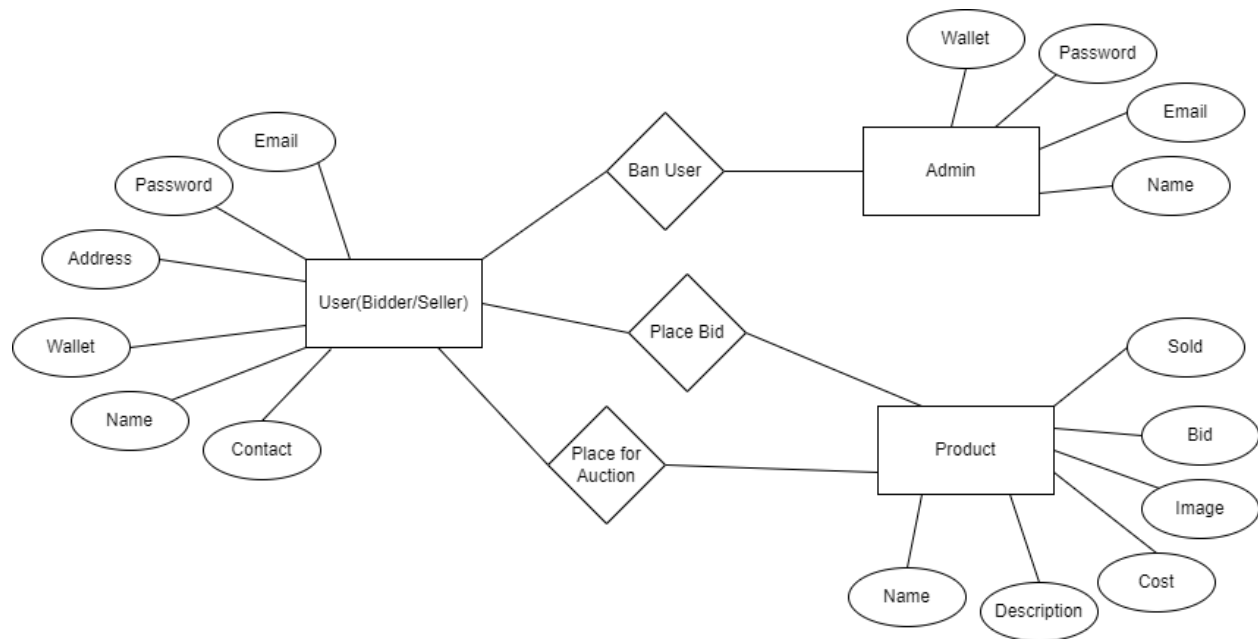 Wallet
Password
Email
Name
Admin
Ban User
Email
Password
Address
Wallet
Name
Contact
User(Bidder/Seller)
Place Bid
Place for
Auction
Product
Sold
Bid
Image
Cost
Description
Name